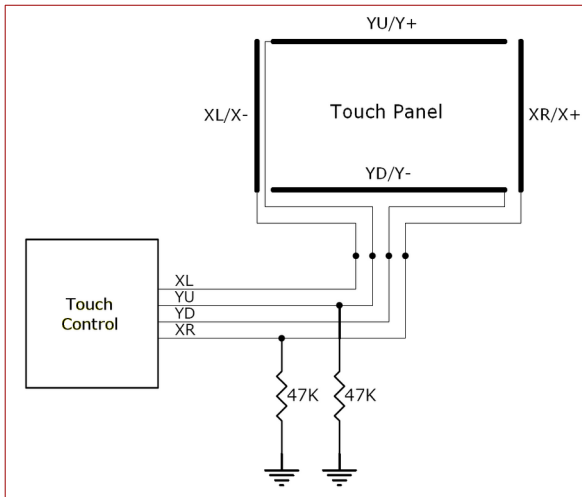 YU/Y+
XL/X-
Touch Panel
XR/X+
YD/Y-
XL
YU
YD
XR
Touch
Control
47K
47K